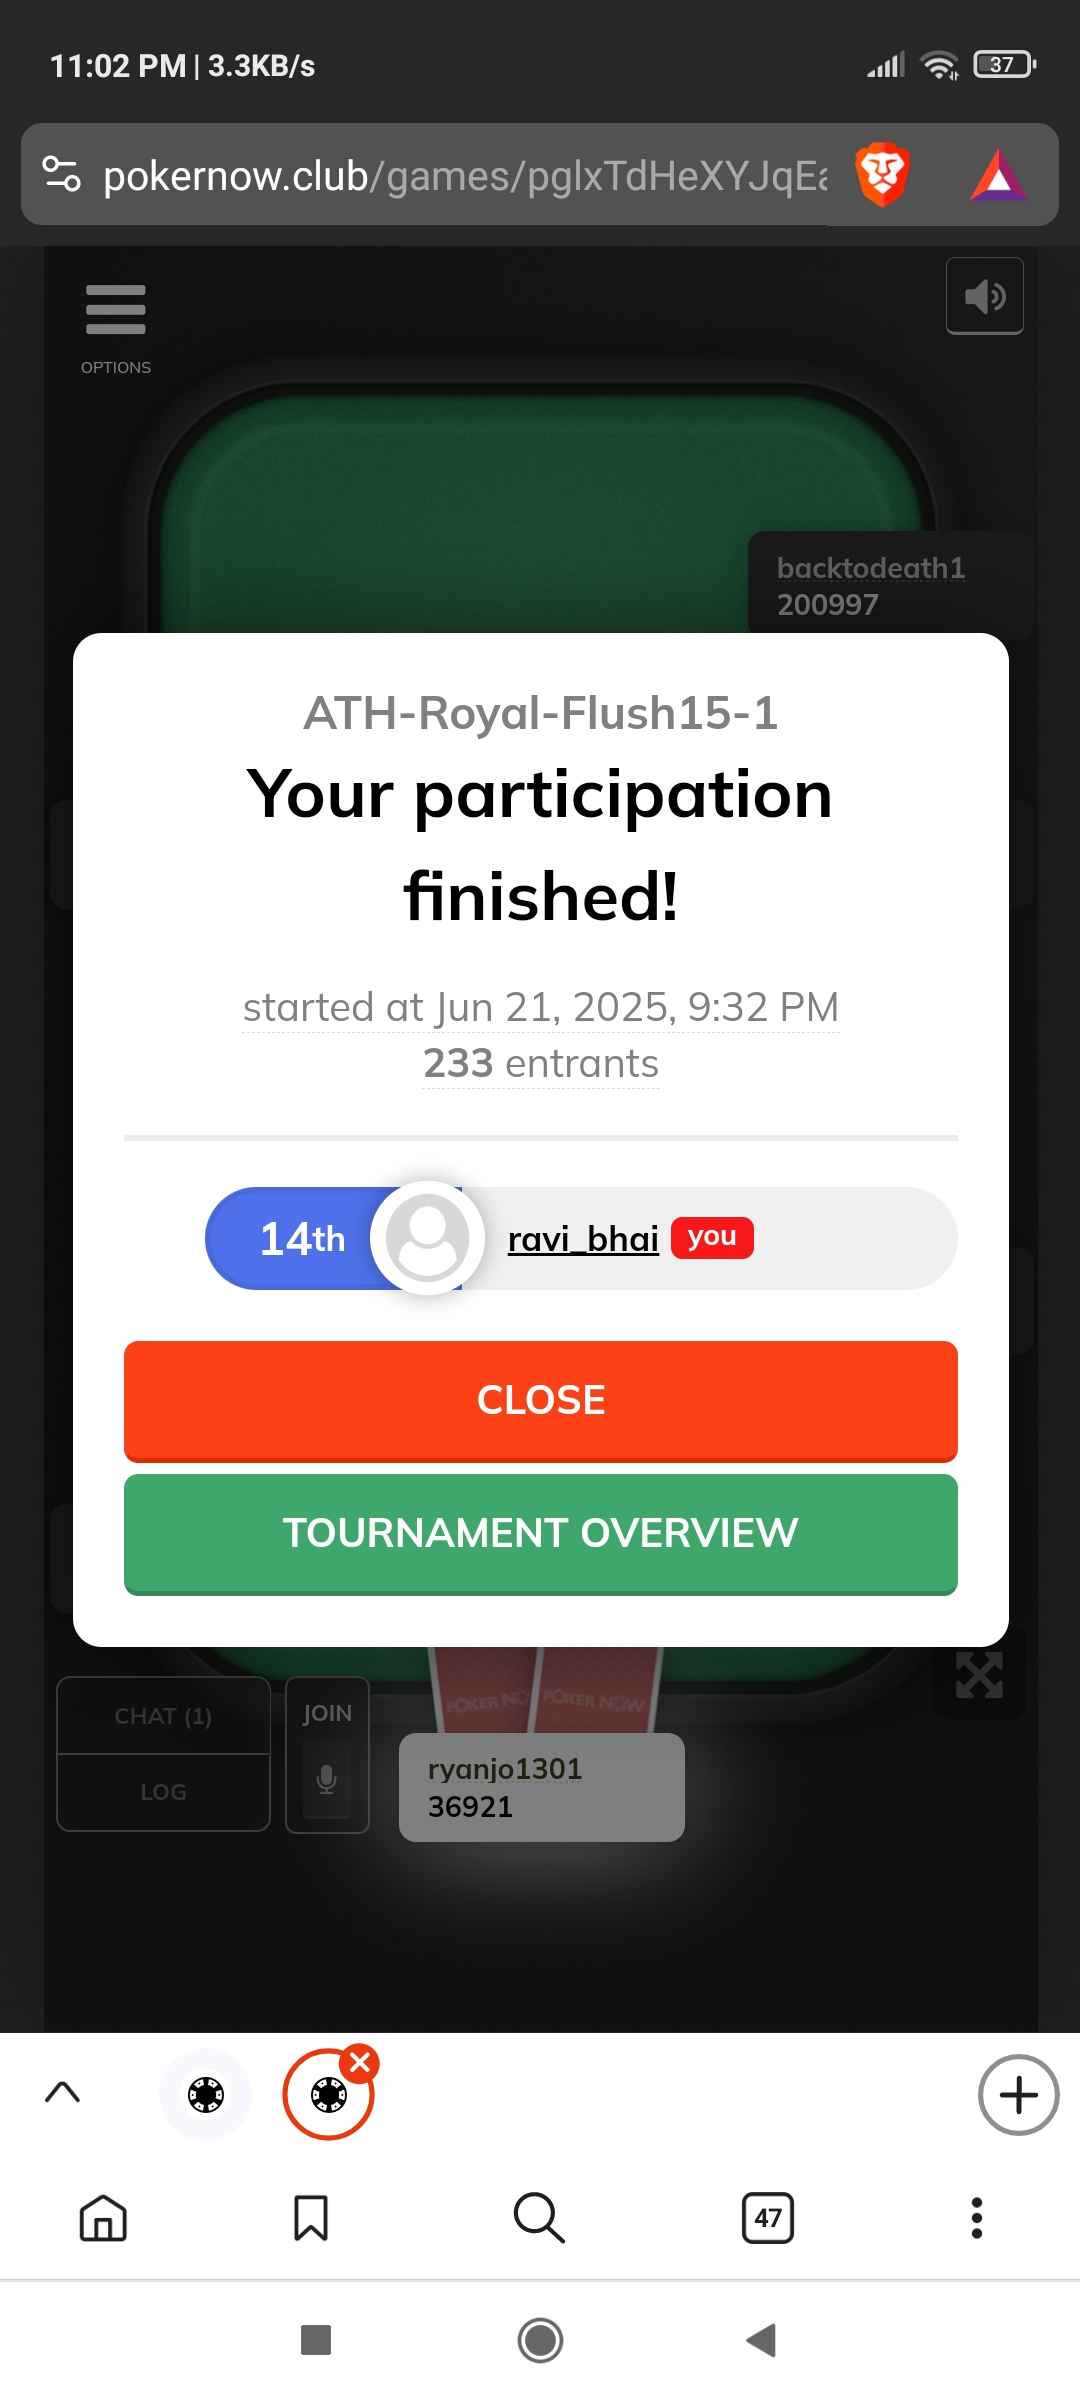 11:02 PM | 3.3KB/s
37
pokernow.club/games/pglxTdHeXYJqEa
OPTIONS
backtodeath1
200997
ATH-Royal-Flush15-1
Your participation
finished!
started at Jun 21, 2025, 9:32 PM
233 entrants
14th
ravi_bhai you
CLOSE
TOURNAMENT OVERVIEW
POKER NOW POKER NOW
CHAT (1)
JOIN
LOG
ryanjo1301
36921
47